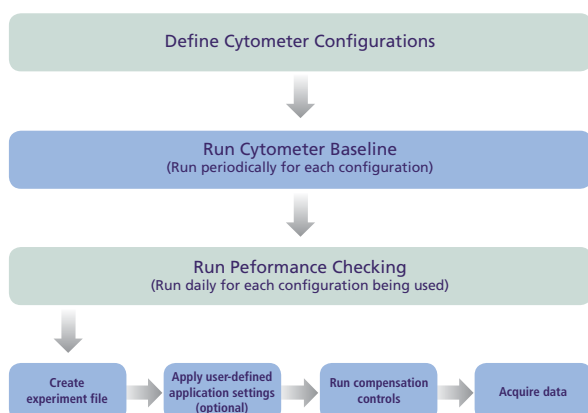 Define Cytometer Configurations
Run Cytometer Baseline
(Run periodically for each configuration)
Run Peformance Checking
(Run daily for each configuration being used)
Create
experiment file
Apply user-defined
application settings
(optional)
Run compensation
controls
Acquire data